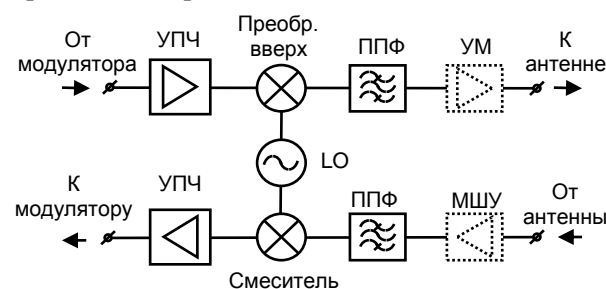 От
модулятора
УПЧ
Преобр.
вверх
ППФ
УМ
К
антенне
LO
К
модулятору
УПЧ
Смеситель
ППФ
МШУ
От
антенны